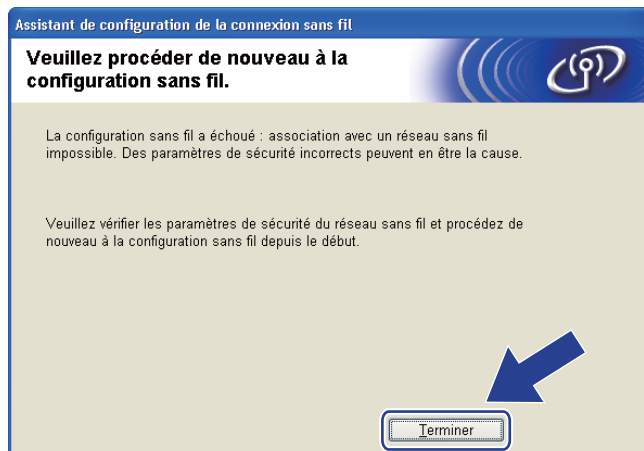 Assistant de configuration de la connexion sans fil
Veuillez procéder de nouveau à la
configuration sans fil.
La configuration sans fil a échoué : association avec un réseau sans fil
impossible. Des paramètres de sécurité incorrects peuvent en être la cause.
Veuillez vérifier les paramètres de sécurité du réseau sans fil et procédez de
nouveau à la configuration sans fil depuis le début.
Terminer